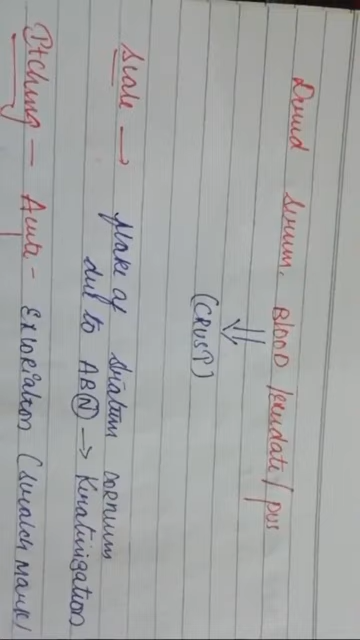 Dried serum, BLOOD / exudate / pus
⇓
(CRUST)
Scale → flake of stratum corneum
due to ABⓃ → Keratinization
Itching - Acute - Excoriation (Scratch Marks)